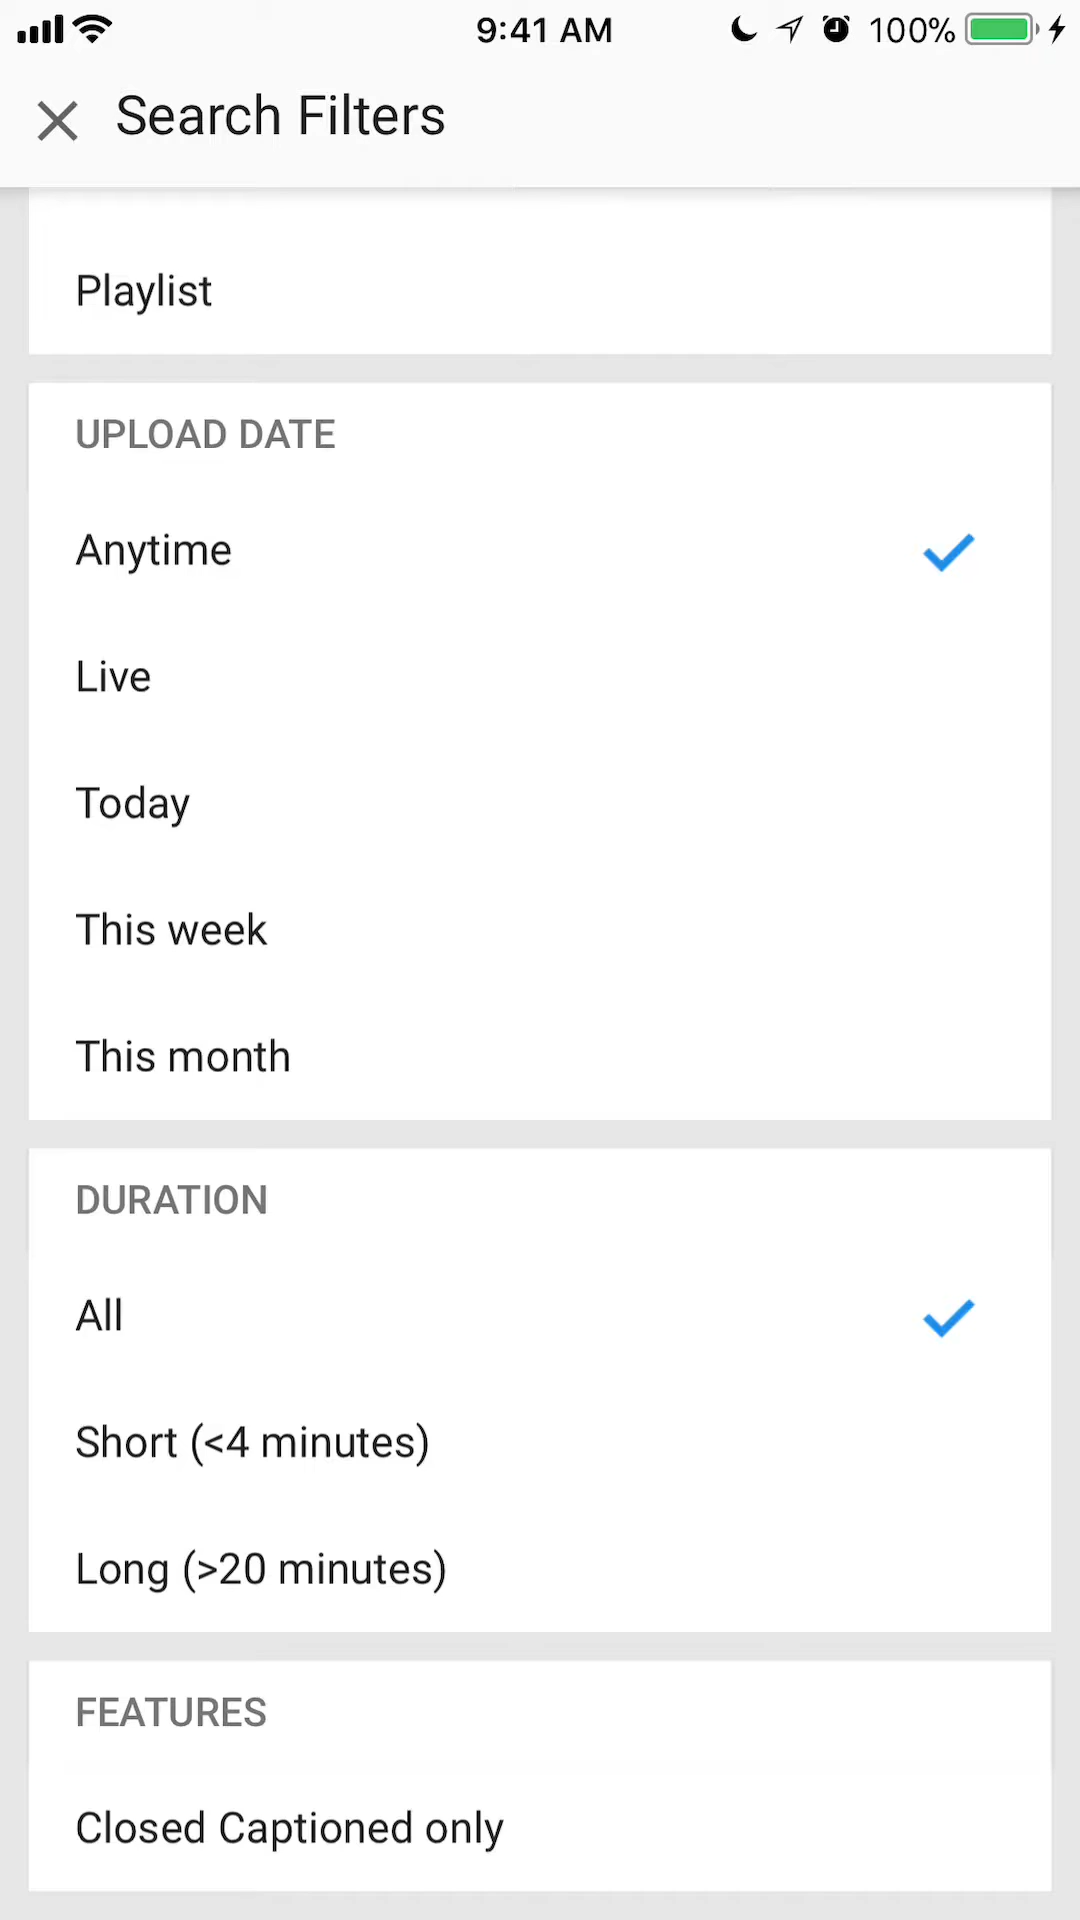 9:41 AM 100%
Search Filters
Playlist
UPLOAD DATE
Anytime
Live
Today
This week
This month
DURATION
All
Short (<4 minutes)
Long (>20 minutes)
FEATURES
Closed Captioned only